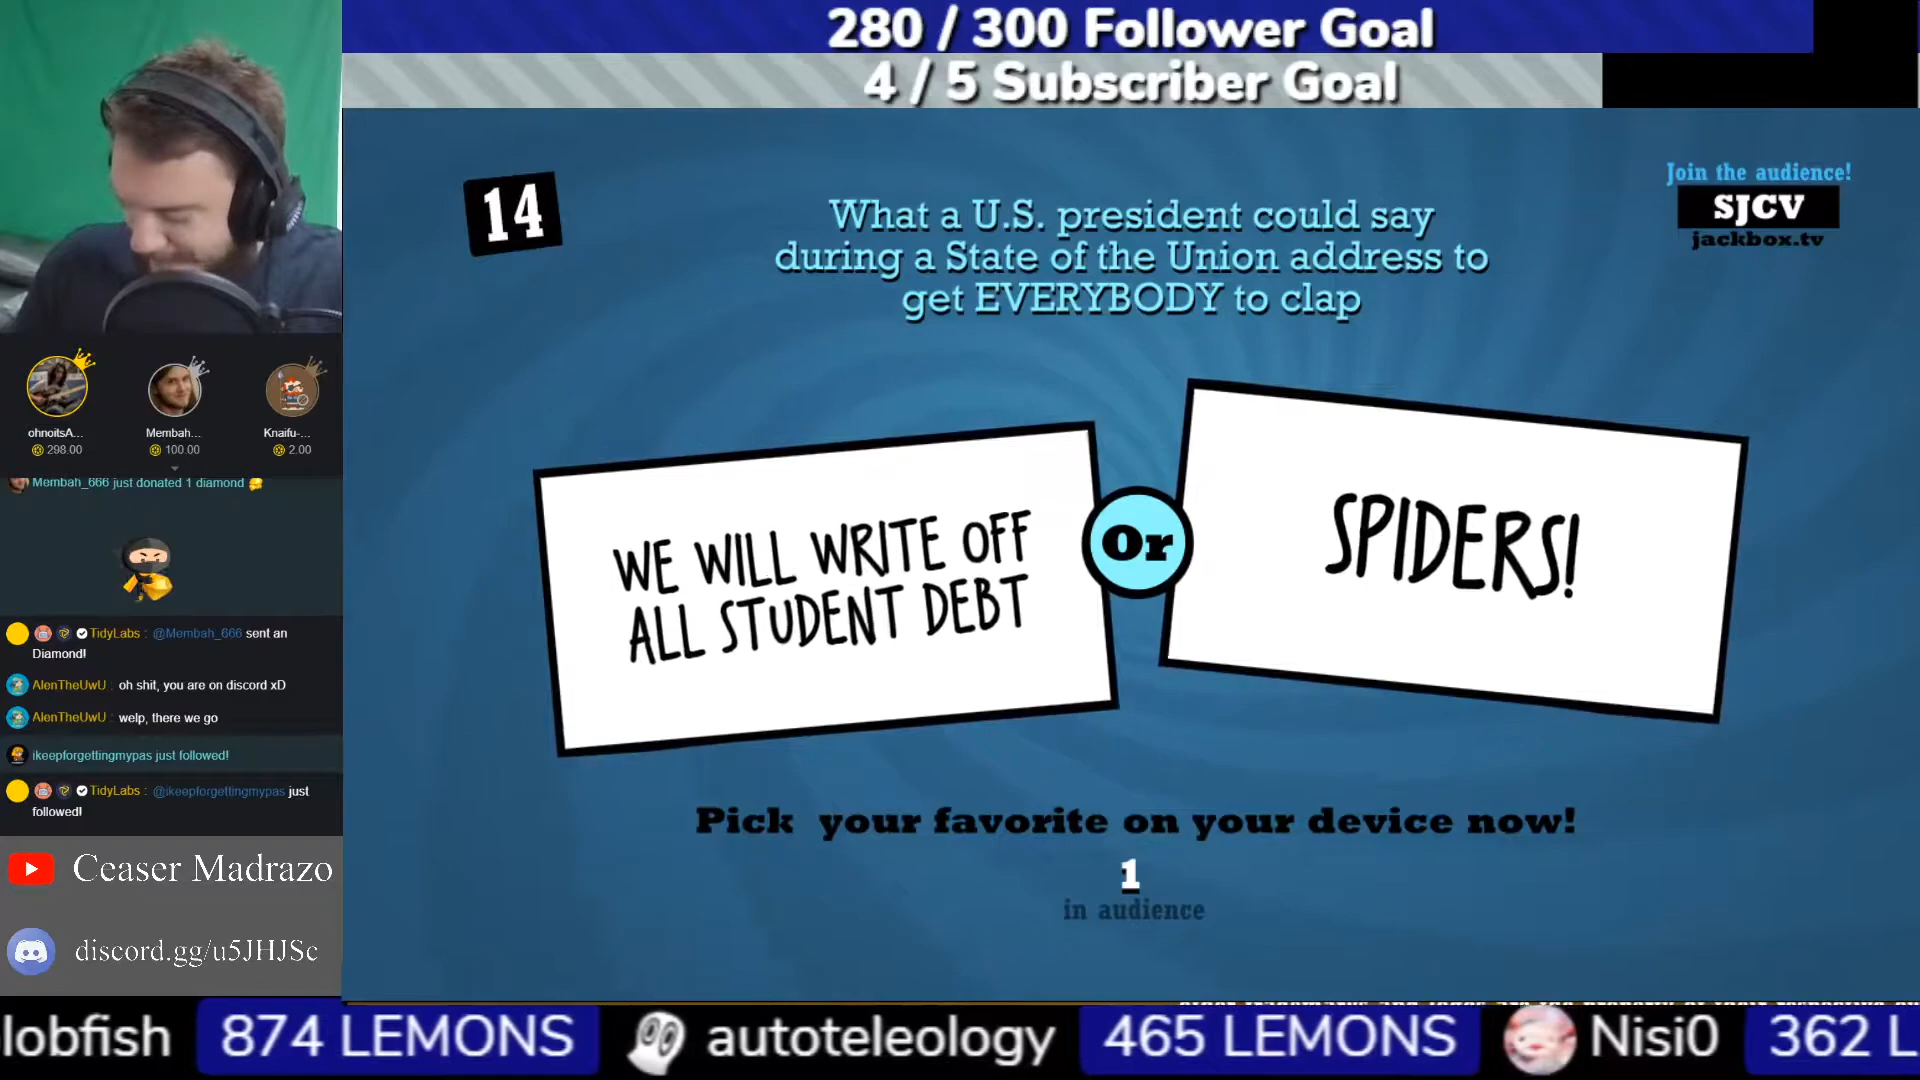 280 / 300 Follower Goal
4 / 5 Subscriber Goal
14
What a U.S. president could say
during a State of the Union address to
get EVERYBODY to clap
Join the audience!
SJCV
jackbox.tv
WE WILL WRITE OFF
ALL STUDENT DEBT
Or
SPIDERS!
Pick your favorite on your device now!
1
in audience
ohnoitsA...
Membah...
Knaifu-...
298.00
100.00
2.00
Membah_666 just donated 1 diamond
TidyLabs : @Membah_666 sent an
Diamond!
AlenTheUwU : oh shit, you are on discord xD
AlenTheUwU : welp, there we go
ikeepforgettingmypas just followed!
TidyLabs : @ikeepforgettingmypas just
followed!
Ceaser Madrazo
discord.gg/u5JHJSc
lobfish 874 LEMONS autoteleology 465 LEMONS Nisi0 362 L